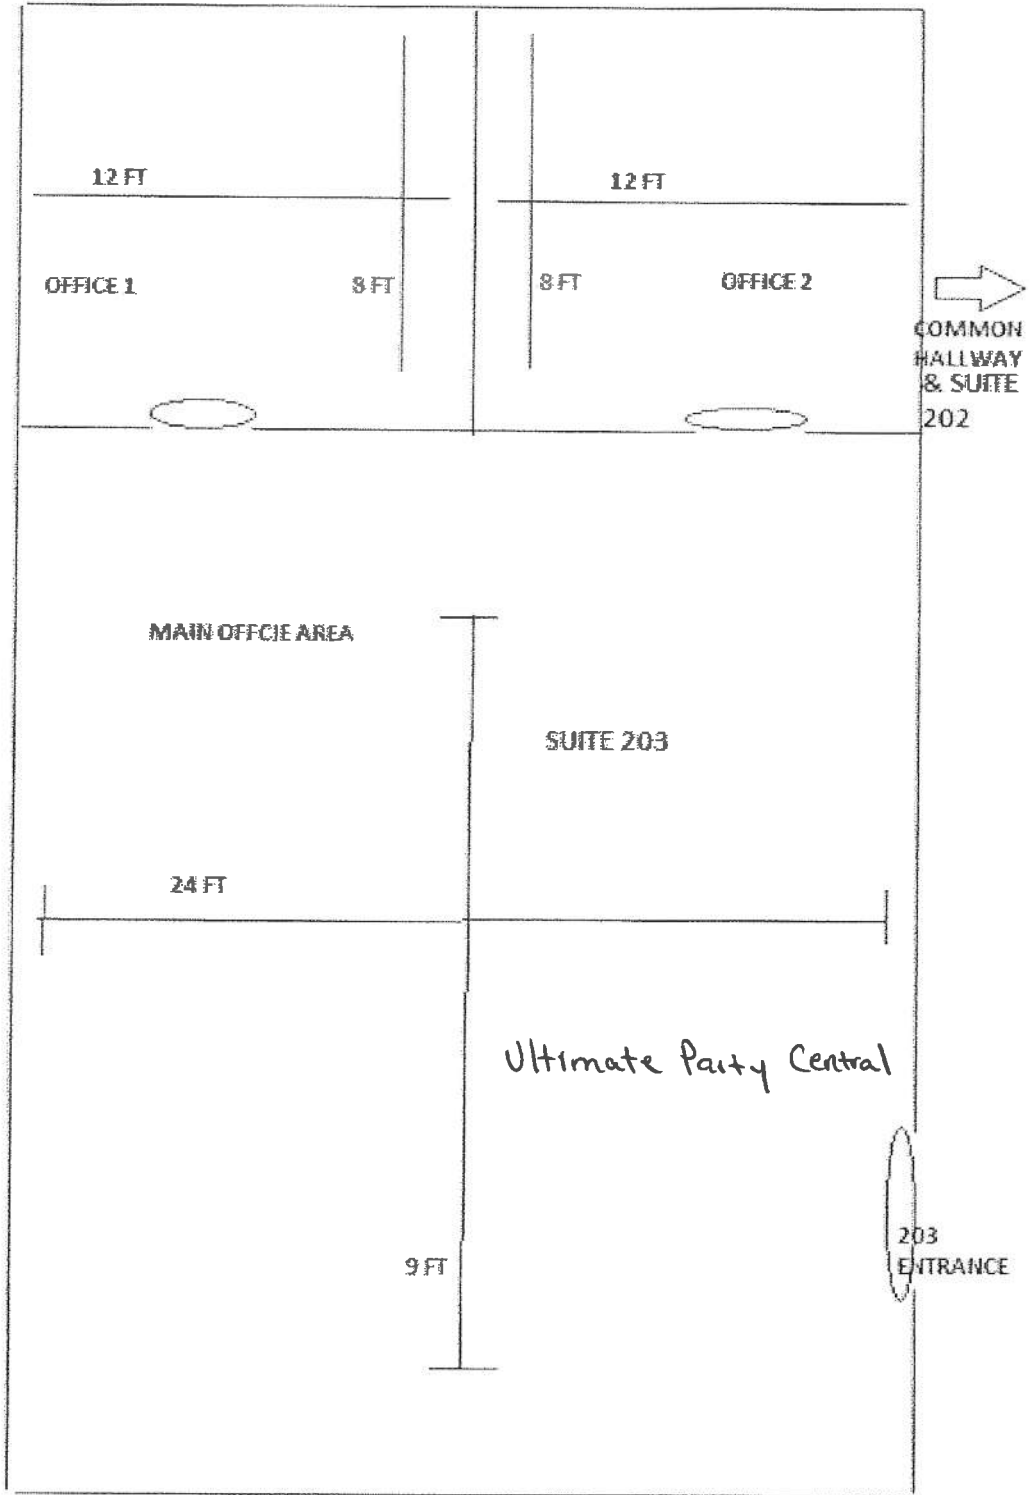 12 FT
12 FT
OFFICE 1
8 FT
8 FT
OFFICE 2
COMMON
HALLWAY
& SUITE
202
MAIN OFFCIE AREA
SUITE 203
24 FT
Ultimate Party Central
203
ENTRANCE
9 FT